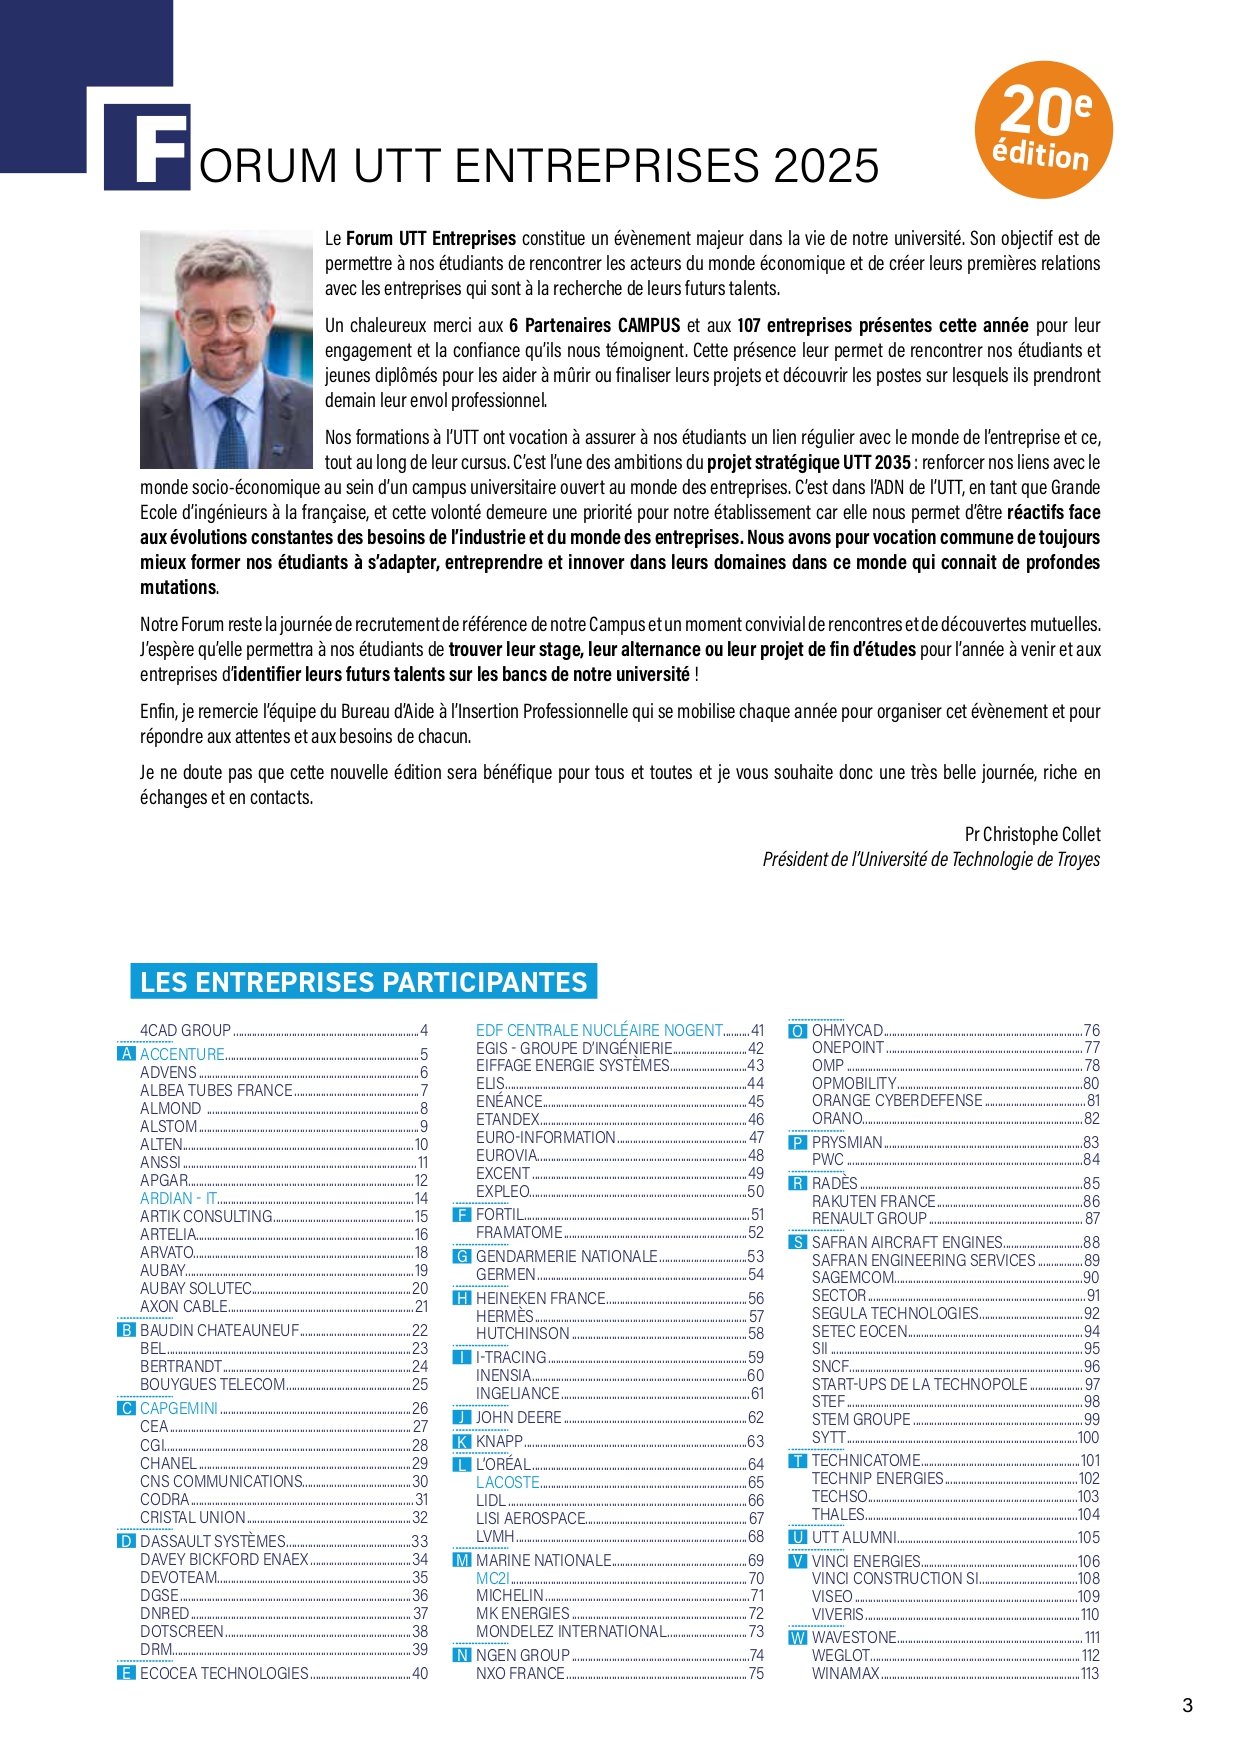 FORUM UTT ENTREPRISES 2025
20e
édition
Le Forum UTT Entreprises constitue un évènement majeur dans la vie de notre université. Son objectif est de
permettre à nos étudiants de rencontrer les acteurs du monde économique et de créer leurs premières relations
avec les entreprises qui sont à la recherche de leurs futurs talents.
Un chaleureux merci aux 6 Partenaires CAMPUS et aux 107 entreprises présentes cette année pour leur
engagement et la confiance qu'ils nous témoignent. Cette présence leur permet de rencontrer nos étudiants et
jeunes diplômés pour les aider à mûrir ou finaliser leurs projets et découvrir les postes sur lesquels ils prendront
demain leur envol professionnel.
Nos formations à l'UTT ont vocation à assurer à nos étudiants un lien régulier avec le monde de l'entreprise et ce,
tout au long de leur cursus. C'est l'une des ambitions du projet stratégique UTT 2035 : renforcer nos liens avec le
monde socio-économique au sein d'un campus universitaire ouvert au monde des entreprises. C'est dans l'ADN de l'UTT, en tant que Grande
Ecole d'ingénieurs à la française, et cette volonté demeure une priorité pour notre établissement car elle nous permet d'être réactifs face
aux évolutions constantes des besoins de l'industrie et du monde des entreprises. Nous avons pour vocation commune de toujours
mieux former nos étudiants à s'adapter, entreprendre et innover dans leurs domaines dans ce monde qui connait de profondes
mutations.
Notre Forum reste la journée de recrutement de référence de notre Campus et un moment convivial de rencontres et de découvertes mutuelles.
J'espère qu'elle permettra à nos étudiants de trouver leur stage, leur alternance ou leur projet de fin d'études pour l'année à venir et aux
entreprises d'identifier leurs futurs talents sur les bancs de notre université !
Enfin, je remercie l'équipe du Bureau d'Aide à l'Insertion Professionnelle qui se mobilise chaque année pour organiser cet évènement et pour
répondre aux attentes et aux besoins de chacun.
Je ne doute pas que cette nouvelle édition sera bénéfique pour tous et toutes et je vous souhaite donc une très belle journée, riche en
échanges et en contacts.
Pr Christophe Collet
Président de l'Université de Technologie de Troyes
LES ENTREPRISES PARTICIPANTES
4CAD GROUP 4
A ACCENTURE 5
ADVENS 6
ALBEA TUBES FRANCE 7
ALMOND 8
ALSTOM 9
ALTEN 10
ANSSI 11
APGAR 12
ARDIAN - IT 14
ARTIK CONSULTING 15
ARTELIA 16
ARVATO 18
AUBAY 19
AUBAY SOLUTEC 20
AXON CABLE 21
B BAUDIN CHATEAUNEUF 22
BEL 23
BERTRANDT 24
BOUYGUES TELECOM 25
C CAPGEMINI 26
CEA 27
CGI 28
CHANEL 29
CNS COMMUNICATIONS 30
CODRA 31
CRISTAL UNION 32
D DASSAULT SYSTÈMES 33
DAVEY BICKFORD ENAEX 34
DEVOTEAM 35
DGSE 36
DNRED 37
DOTSCREEN 38
DRM 39
E ECOCEA TECHNOLOGIES 40
EDF CENTRALE NUCLÉAIRE NOGENT 41
EGIS - GROUPE D'INGÉNIERIE 42
EIFFAGE ENERGIE SYSTÈMES 43
ELIS 44
ENÉANCE 45
ETANDEX 46
EURO-INFORMATION 47
EUROVIA 48
EXCENT 49
EXPLEO 50
F FORTIL 51
FRAMATOME 52
G GENDARMERIE NATIONALE 53
GERMEN 54
H HEINEKEN FRANCE 56
HERMÈS 57
HUTCHINSON 58
I I-TRACING 59
INENSIA 60
INGELIANCE 61
J JOHN DEERE 62
K KNAPP 63
L L'ORÉAL 64
LACOSTE 65
LIDL 66
LISI AEROSPACE 67
LVMH 68
M MARINE NATIONALE 69
MC2I 70
MICHELIN 71
MK ENERGIES 72
MONDELEZ INTERNATIONAL 73
N NGEN GROUP 74
NXO FRANCE 75
O OHMYCAD 76
ONEPOINT 77
OMP 78
OPMOBILITY 80
ORANGE CYBERDEFENSE 81
ORANO 82
P PRYSMIAN 83
PWC 84
R RADÈS 85
RAKUTEN FRANCE 86
RENAULT GROUP 87
S SAFRAN AIRCRAFT ENGINES 88
SAFRAN ENGINEERING SERVICES 89
SAGEMCOM 90
SECTOR 91
SEGULA TECHNOLOGIES 92
SETEC EOCEN 94
SII 95
SNCF 96
START-UPS DE LA TECHNOPOLE 97
STEF 98
STEM GROUPE 99
SYTT 100
T TECHNICATOME 101
TECHNIP ENERGIES 102
TECHSO 103
THALES 104
U UTT ALUMNI 105
V VINCI ENERGIES 106
VINCI CONSTRUCTION SI 108
VISEO 109
VIVERIS 110
W WAVESTONE 111
WEGLOT 112
WINAMAX 113
3